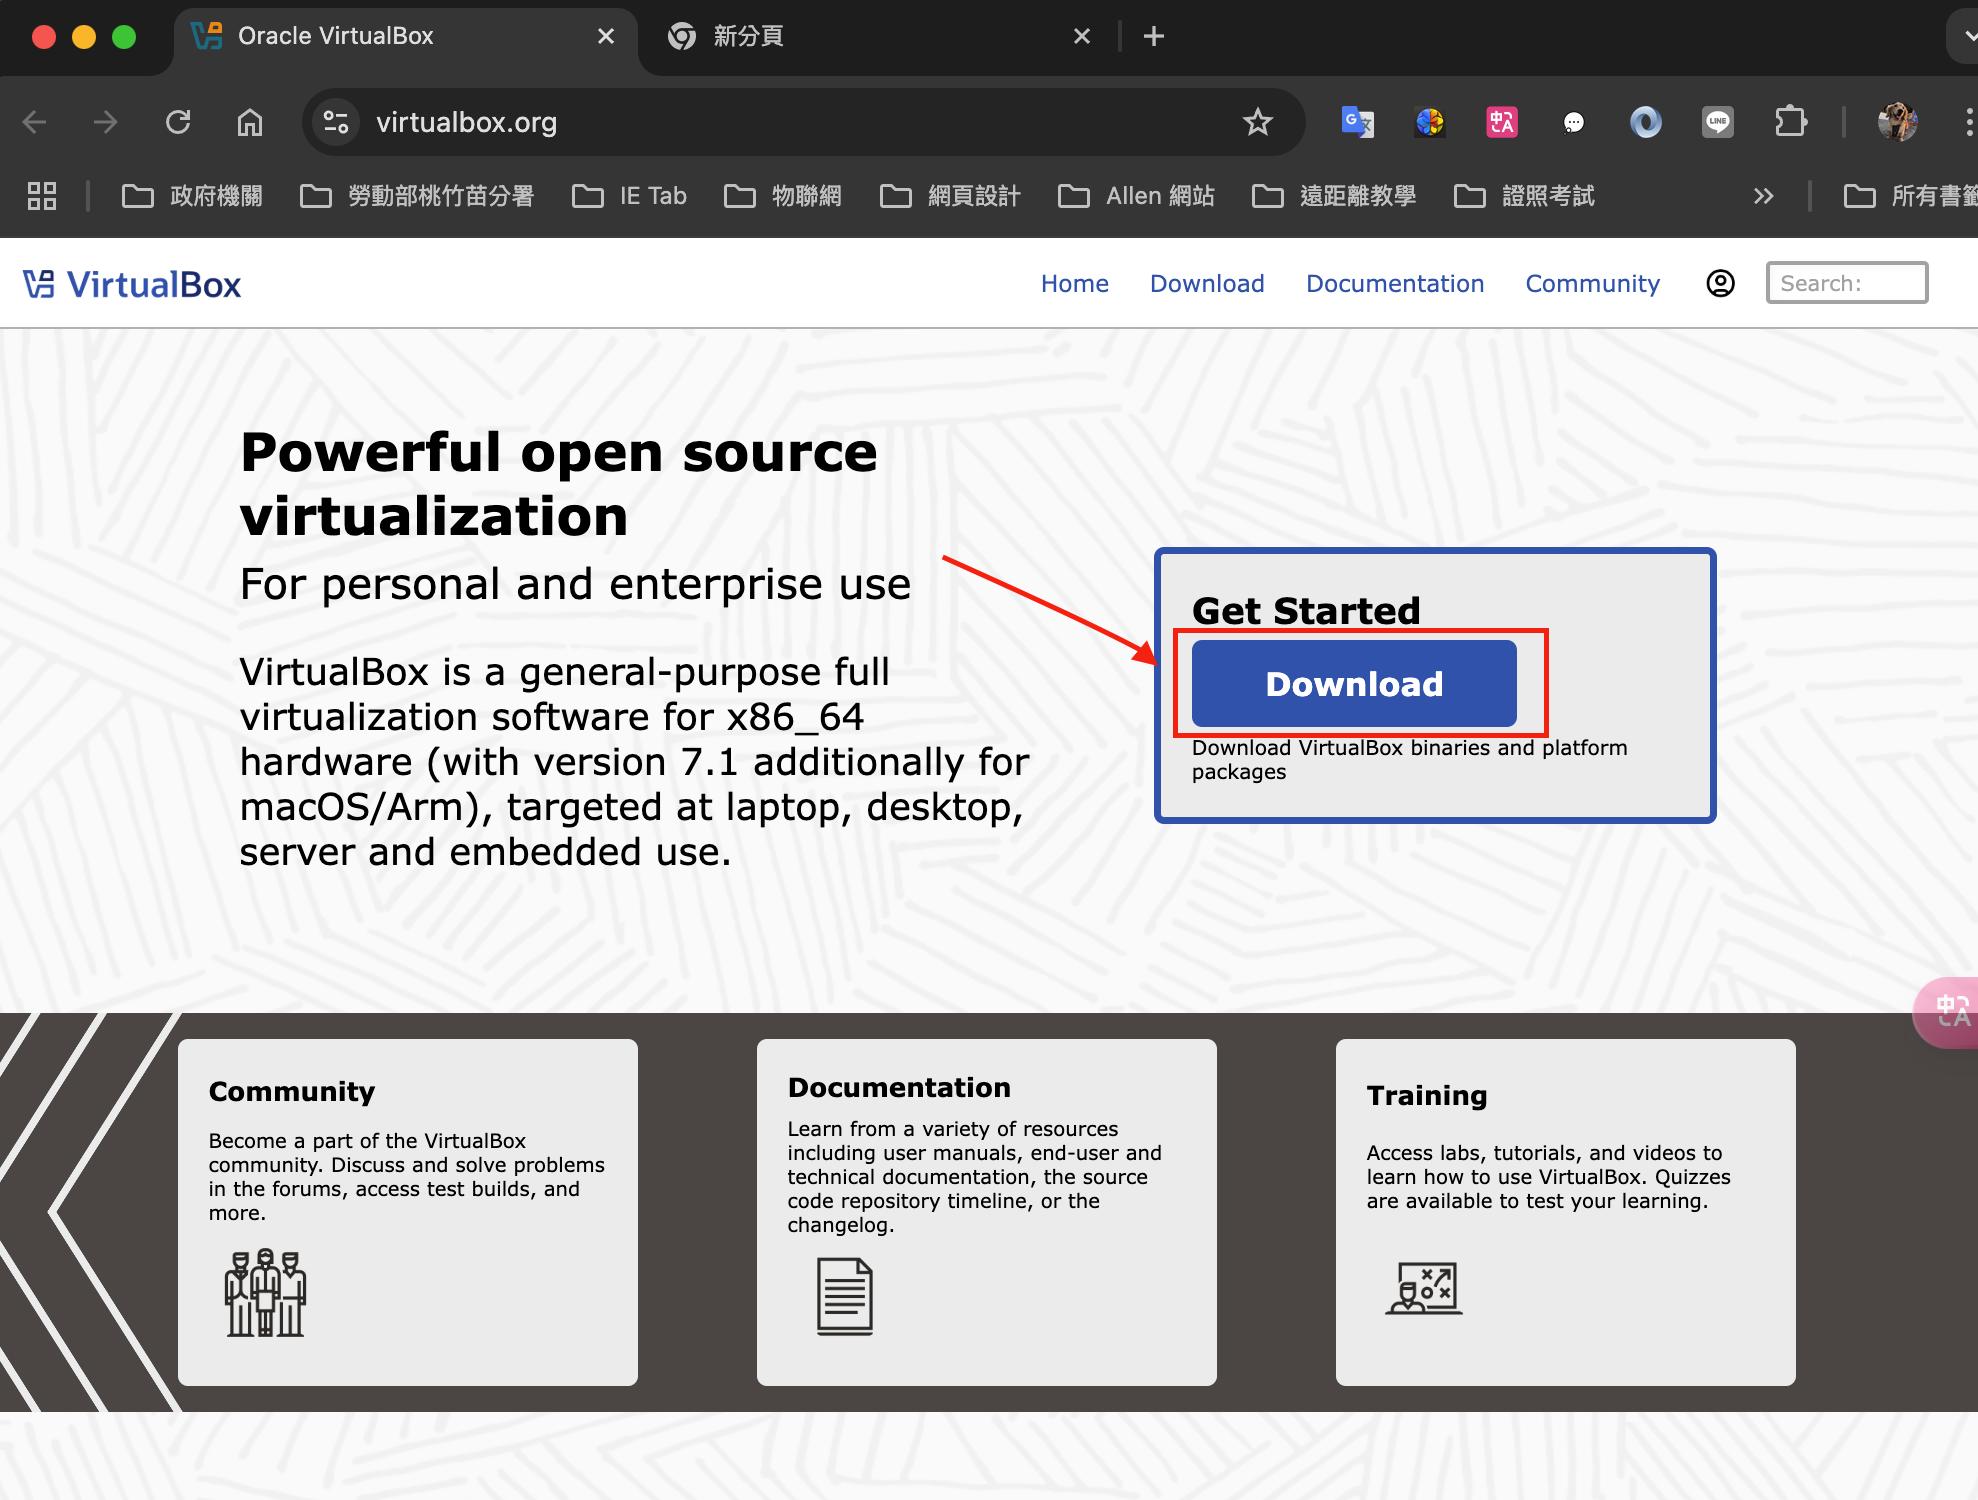 Oracle VirtualBox
新分頁
virtualbox.org
政府機關
勞動部桃竹苗分署
IE Tab
物聯網
網頁設計
Allen 網站
遠距離教學
證照考試
所有書籤
VirtualBox
Home
Download
Documentation
Community
Search:
Powerful open source
virtualization
For personal and enterprise use
VirtualBox is a general-purpose full
virtualization software for x86_64
hardware (with version 7.1 additionally for
macOS/Arm), targeted at laptop, desktop,
server and embedded use.
Get Started
Download
Download VirtualBox binaries and platform
packages
Community
Become a part of the VirtualBox
community. Discuss and solve problems
in the forums, access test builds, and
more.
Documentation
Learn from a variety of resources
including user manuals, end-user and
technical documentation, the source
code repository timeline, or the
changelog.
Training
Access labs, tutorials, and videos to
learn how to use VirtualBox. Quizzes
are available to test your learning.